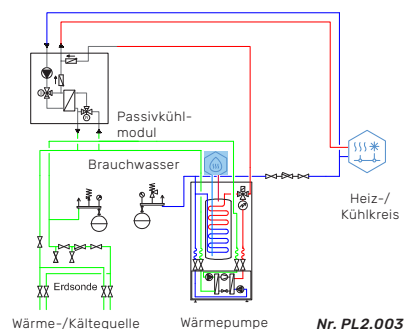 Passivkühl-
modul
Brauchwasser
Heiz-/
Kühlkreis
Erdsonde
Wärme-/Kältequelle
Wärmepumpe
Nr. PL2.003